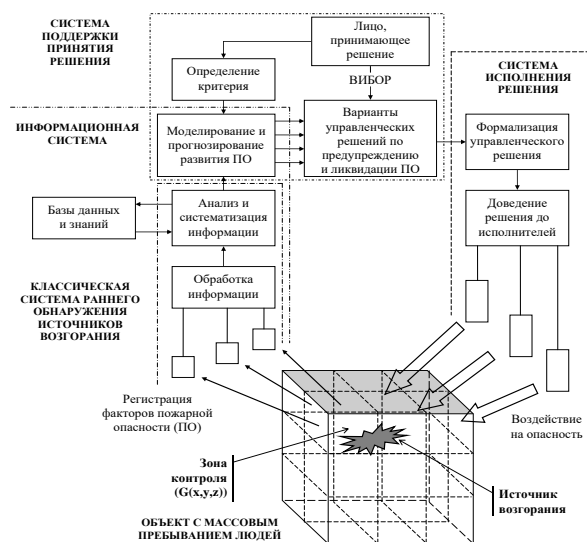 СИСТЕМА
ПОДДЕРЖКИ
ПРИНЯТИЯ
РЕШЕНИЯ
Лицо,
принимающее
решение
Определение
критерия
ВИБОР
СИСТЕМА
ИСПОЛНЕНИЯ
РЕШЕНИЯ
ИНФОРМАЦИОННАЯ
СИСТЕМА
Моделирование и
прогнозирование
развития ПО
Варианты
управленческих
решений по
предупреждению
и ликвидации ПО
Формализация
управленческого
решения
Базы данных
и знаний
Анализ и
систематизация
информации
Доведение
решения до
исполнителей
КЛАССИЧЕСКАЯ
СИСТЕМА РАННЕГО
ОБНАРУЖЕНИЯ
ИСТОЧНИКОВ
ВОЗГОРАНИЯ
Обработка
информации
Регистрация
факторов пожарной
опасности (ПО)
Воздействие
на опасность
Зона
контроля
(G(x,y,z))
Источник
возгорания
ОБЪЕКТ С МАССОВЫМ
ПРЕБЫВАНИЕМ ЛЮДЕЙ